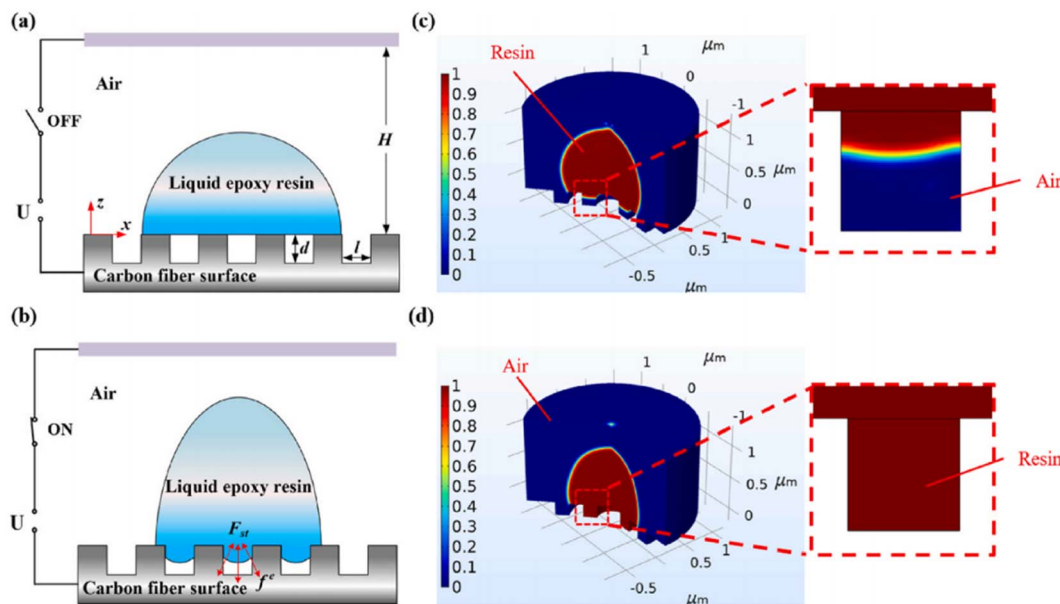 (a)
Air
OFF
H
Liquid epoxy resin
U
z
x
d
l
Carbon fiber surface
(b)
Air
ON
Liquid epoxy resin
U
F_st
f^e
Carbon fiber surface
(c)
Resin
1
0.9
0.8
0.7
0.6
0.5
0.4
0.3
0.2
0.1
0
1
μm
0
-1
1
0.5
0
1
0
-0.5
μm
μm
Air
(d)
Air
1
0.9
0.8
0.7
0.6
0.5
0.4
0.3
0.2
0.1
0
1
μm
0
-1
1
0.5
0
1
0
-0.5
μm
μm
Resin